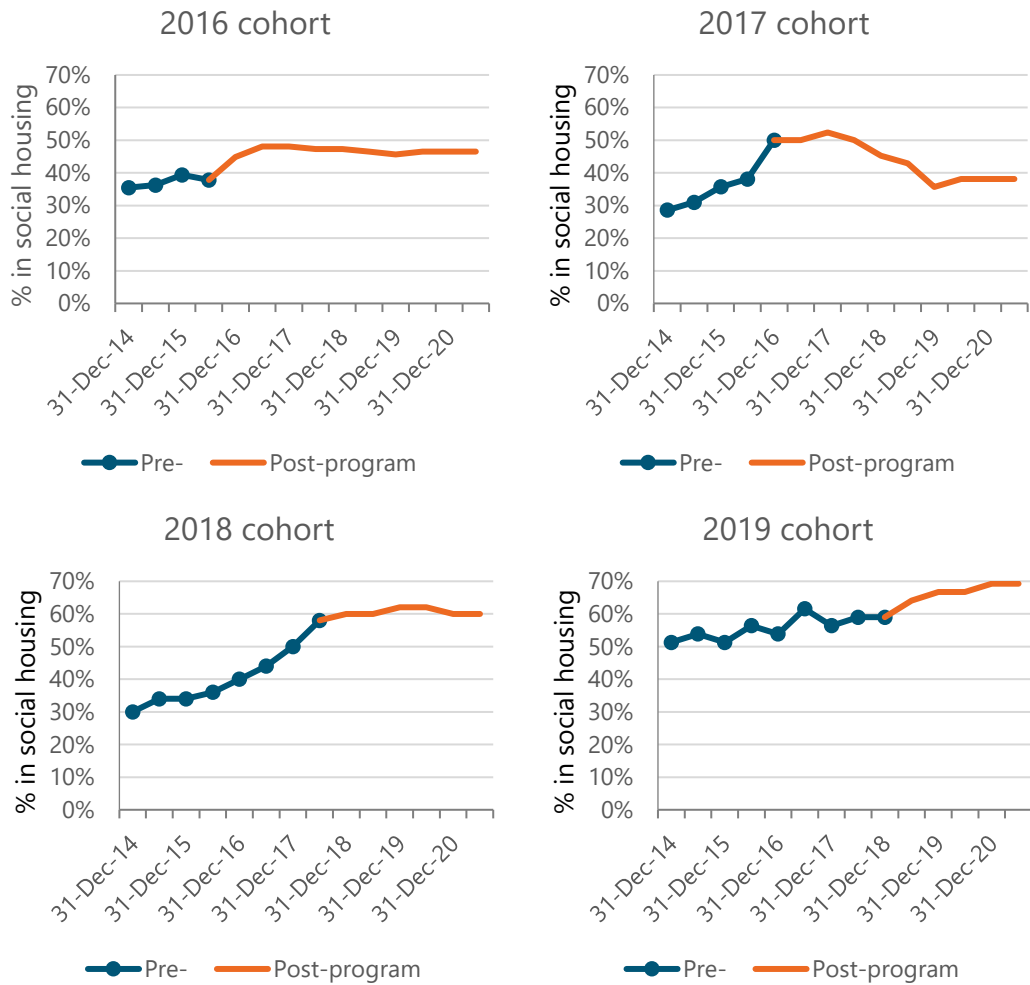 2016 cohort
% in social housing
70%
60%
50%
40%
30%
20%
10%
0%
31-Dec-14
31-Dec-15
31-Dec-16
31-Dec-17
31-Dec-18
31-Dec-19
31-Dec-20
Pre-
Post-program
2017 cohort
% in social housing
70%
60%
50%
40%
30%
20%
10%
0%
31-Dec-14
31-Dec-15
31-Dec-16
31-Dec-17
31-Dec-18
31-Dec-19
31-Dec-20
Pre-
Post-program
2018 cohort
% in social housing
70%
60%
50%
40%
30%
20%
10%
0%
31-Dec-14
31-Dec-15
31-Dec-16
31-Dec-17
31-Dec-18
31-Dec-19
31-Dec-20
Pre-
Post-program
2019 cohort
% in social housing
70%
60%
50%
40%
30%
20%
10%
0%
31-Dec-14
31-Dec-15
31-Dec-16
31-Dec-17
31-Dec-18
31-Dec-19
31-Dec-20
Pre-
Post-program